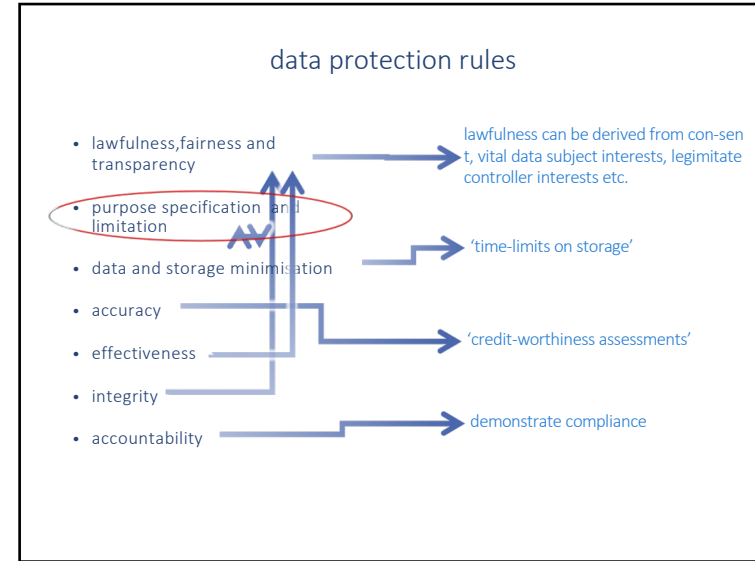 data protection rules
• lawfulness,fairness and
transparency
• purpose specification and
limitation
• data and storage minimisation
• accuracy
• effectiveness
• integrity
• accountability
lawfulness can be derived from con-sen
t, vital data subject interests, legimitate
controller interests etc.
‘time-limits on storage’
‘credit-worthiness assessments’
demonstrate compliance